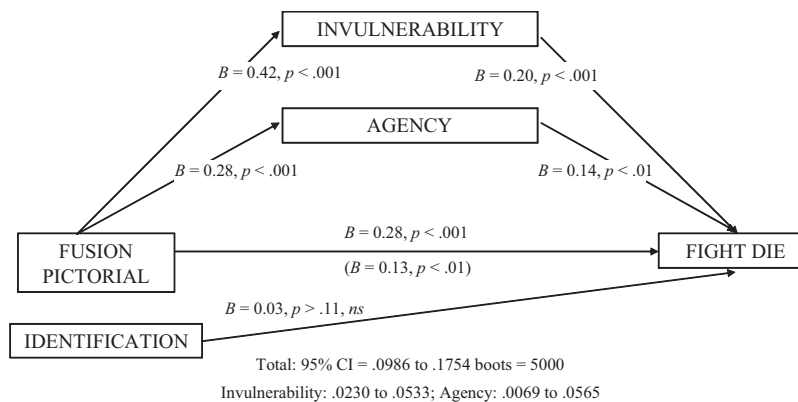 INVULNERABILITY
B = 0.42, p < .001
B = 0.20, p < .001
AGENCY
B = 0.28, p < .001
B = 0.14, p < .01
FUSION
PICTORIAL
B = 0.28, p < .001
(B = 0.13, p < .01)
FIGHT DIE
B = 0.03, p > .11, ns
IDENTIFICATION
Total: 95% CI = .0986 to .1754 boots = 5000
Invulnerability: .0230 to .0533; Agency: .0069 to .0565